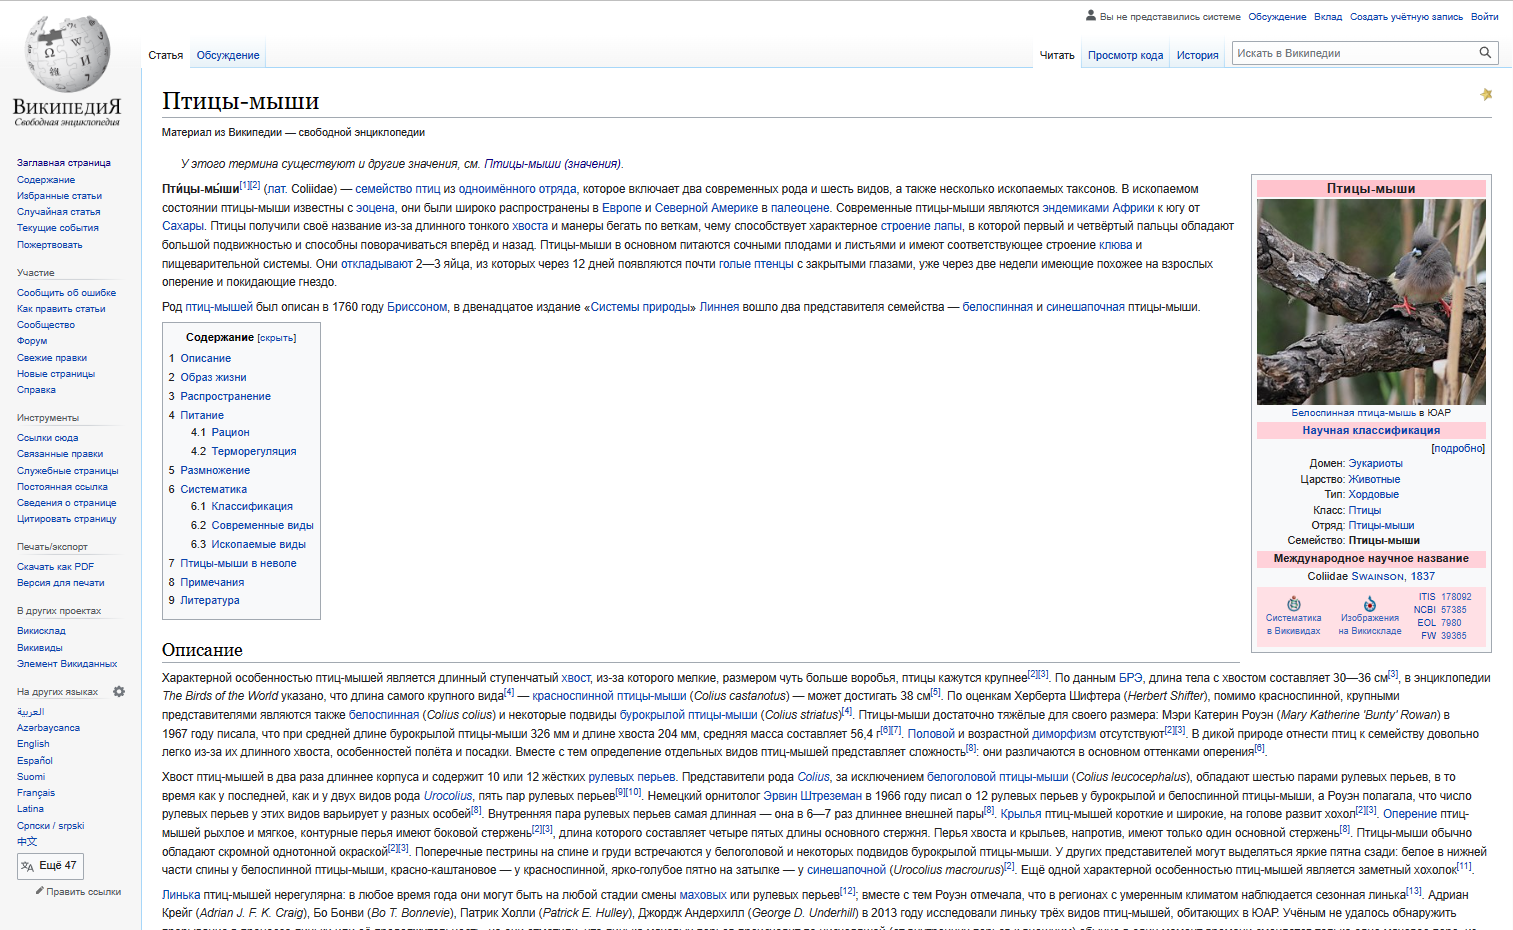 Вы не представились системе Обсуждение Вклад Создать учётную запись Войти
Статья Обсуждение Читать Просмотр кода История Искать в Википедии
ВикипедиЯ
Свободная энциклопедия
Заглавная страница
Содержание
Избранные статьи
Случайная статья
Текущие события
Пожертвовать
Участие
Сообщить об ошибке
Как править статьи
Сообщество
Форум
Свежие правки
Новые страницы
Справка
Инструменты
Ссылки сюда
Связанные правки
Служебные страницы
Постоянная ссылка
Сведения о странице
Цитировать страницу
Печать/экспорт
Скачать как PDF
Версия для печати
В других проектах
Викисклад
Викивиды
Элемент Викиданных
На других языках
العربية
Azərbaycanca
English
Español
Suomi
Français
Latina
Српски / srpski
中文
Ещё 47
Править ссылки
Птицы-мыши
Материал из Википедии — свободной энциклопедии
У этого термина существуют и другие значения, см. Птицы-мыши (значения).
Пти́цы-мы́ши[1][2] (лат. Coliidae) — семейство птиц из одноимённого отряда, которое включает два современных рода и шесть видов, а также несколько ископаемых таксонов. В ископаемом
состоянии птицы-мыши известны с эоцена, они были широко распространены в Европе и Северной Америке в палеоцене. Современные птицы-мыши являются эндемиками Африки к югу от
Сахары. Птицы получили своё название из-за длинного тонкого хвоста и манеры бегать по веткам, чему способствует характерное строение лапы, в которой первый и четвёртый пальцы обладают
большой подвижностью и способны поворачиваться вперёд и назад. Птицы-мыши в основном питаются сочными плодами и листьями и имеют соответствующее строение клюва и
пищеварительной системы. Они откладывают 2—3 яйца, из которых через 12 дней появляются почти голые птенцы с закрытыми глазами, уже через две недели имеющие похожее на взрослых
оперение и покидающие гнездо.
Род птиц-мышей был описан в 1760 году Бриссоном, в двенадцатое издание «Системы природы» Линнея вошло два представителя семейства — белоспинная и синешапочная птицы-мыши.
Содержание [скрыть]
1 Описание
2 Образ жизни
3 Распространение
4 Питание
4.1 Рацион
4.2 Терморегуляция
5 Размножение
6 Систематика
6.1 Классификация
6.2 Современные виды
6.3 Ископаемые виды
7 Птицы-мыши в неволе
8 Примечания
9 Литература
Птицы-мыши
Белоспинная птица-мышь в ЮАР
Научная классификация
[подробно]
Домен: Эукариоты
Царство: Животные
Тип: Хордовые
Класс: Птицы
Отряд: Птицы-мыши
Семейство: Птицы-мыши
Международное научное название
Coliidae Swainson, 1837
Систематика
в Викивидах
Изображения
на Викискладе
ITIS 178092
NCBI 57385
EOL 7980
FW 39365
Описание
Характерной особенностью птиц-мышей является длинный ступенчатый хвост, из-за которого мелкие, размером чуть больше воробья, птицы кажутся крупнее[2][3]. По данным БРЭ, длина тела с хвостом составляет 30—36 см[3], в энциклопедии
The Birds of the World указано, что длина самого крупного вида[4] — красноспинной птицы-мыши (Colius castanotus) — может достигать 38 см[5]. По оценкам Херберта Шифтера (Herbert Shifter), помимо красноспинной, крупными
представителями являются также белоспинная (Colius colius) и некоторые подвиды бурокрылой птицы-мыши (Colius striatus)[4]. Птицы-мыши достаточно тяжёлые для своего размера: Мэри Катерин Роуэн (Mary Katherine 'Bunty' Rowan) в
1967 году писала, что при средней длине бурокрылой птицы-мыши 326 мм и длине хвоста 204 мм, средняя масса составляет 56,4 г[6][7]. Половой и возрастной диморфизм отсутствуют[2][3]. В дикой природе отнести птиц к семейству довольно
легко из-за их длинного хвоста, особенностей полёта и посадки. Вместе с тем определение отдельных видов птиц-мышей представляет сложность[8]: они различаются в основном оттенками оперения[6].
Хвост птиц-мышей в два раза длиннее корпуса и содержит 10 или 12 жёстких рулевых перьев. Представители рода Colius, за исключением белоголовой птицы-мыши (Colius leucocephalus), обладают шестью парами рулевых перьев, в то
время как у последней, как и у двух видов рода Urocolius, пять пар рулевых перьев[9][10]. Немецкий орнитолог Эрвин Штреземан в 1966 году писал о 12 рулевых перьев у бурокрылой и белоспинной птицы-мыши, а Роуэн полагала, что число
рулевых перьев у этих видов варьирует у разных особей[8]. Внутренняя пара рулевых перьев самая длинная — она в 6—7 раз длиннее внешней пары[8]. Крылья птиц-мышей короткие и широкие, на голове развит хохол[2][3]. Оперение птиц-
мышей рыхлое и мягкое, контурные перья имеют боковой стержень[2][3], длина которого составляет четыре пятых длины основного стержня. Перья хвоста и крыльев, напротив, имеют только один основной стержень[8]. Птицы-мыши обычно
обладают скромной однотонной окраской[2][3]. Поперечные пестрины на спине и груди встречаются у белоголовой и некоторых подвидов бурокрылой птицы-мыши. У других представителей могут выделяться яркие пятна сзади: белое в нижней
части спины у белоспинной птицы-мыши, красно-каштановое — у красноспинной, ярко-голубое пятно на затылке — у синешапочной (Urocolius macrourus)[2]. Ещё одной характерной особенностью птиц-мышей является заметный хохолок[11].
Линька птиц-мышей нерегулярна: в любое время года они могут быть на любой стадии смены маховых или рулевых перьев[12]; вместе с тем Роуэн отмечала, что в регионах с умеренным климатом наблюдается сезонная линька[13]. Адриан
Крейг (Adrian J. F. K. Craig), Бо Бонви (Bo T. Bonnevie), Патрик Холли (Patrick E. Hulley), Джордж Андерхилл (George D. Underhill) в 2013 году исследовали линьку трёх видов птиц-мышей, обитающих в ЮАР. Учёным не удалось обнаружить